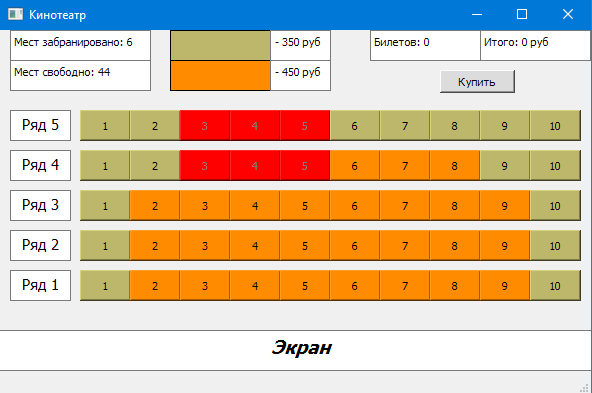 Кинотеатр
Мест забранировано: 6
- 350 руб
Билетов: 0
Итого: 0 руб
Мест свободно: 44
- 450 руб
Купить
Ряд 5 1 2 3 4 5 6 7 8 9 10
Ряд 4 1 2 3 4 5 6 7 8 9 10
Ряд 3 1 2 3 4 5 6 7 8 9 10
Ряд 2 1 2 3 4 5 6 7 8 9 10
Ряд 1 1 2 3 4 5 6 7 8 9 10
Экран